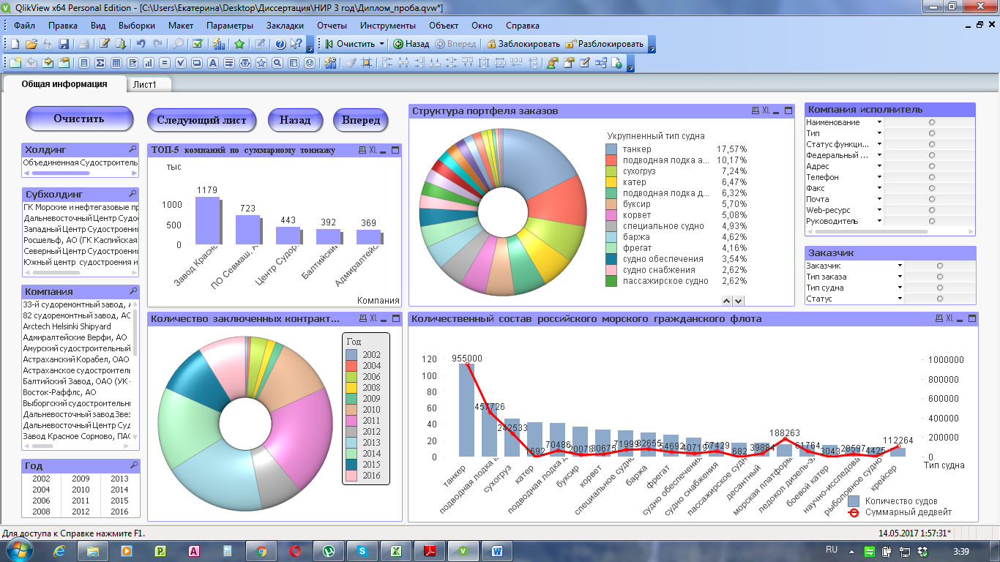 QlikView x64 Personal Edition - [C:\Users\Екатерина\Desktop\Диссертация\НИР 3 год\Диплом_проба.qvw*]
Файл Правка Вид Выборки Макет Параметры Закладки Отчеты Инструменты Объект Окно Справка
Очистить Назад Вперед Заблокировать Разблокировать
Общая информация Лист1
Очистить Следующий лист Назад Вперед
Холдинг
Объединенная Судостроитель
Субхолдинг
ГК Морские и нефтегазовые пр
Дальневосточный Центр Судо
Западный Центр Судостроения
Росшельф, АО (ГК Каспийская
Северный Центр Судостроения
Южный центр судостроения и
Компания
33-й судоремонтный завод, А
82 судоремонтный завод, АО
Arctech Helsinki Shipyard
Адмиралтейские Верфи, АО
Амурский судостроительный
Астраханский Корабел, ОАО
Астраханское судостроитель
Балтийский Завод, ОАО (УК -
Восток-Раффлс, АО
Выборгский судостроительны
Дальневосточный завод Звез
Дальневосточный Центр Суд
Завод Красное Сормово, ПАО
Год
2002 2009 2013
2004 2010 2014
2006 2011 2015
2008 2012 2016
ТОП-5 компаний по суммарному тоннажу XL
тыс
1000
500
0
1179
723
443
392
369
Завод Красно
ПО Севмаш, А
Центр Судор
Балтийский
Адмиралтейс
Компания
Количество заключенных контракт... XL
Год
2002
2004
2006
2008
2009
2010
2011
2012
2013
2014
2015
2016
Структура портфеля заказов XL
Укрупненный тип судна
танкер 17,57%
подводная лодка а... 10,17%
сухогруз 7,24%
катер 6,47%
подводная лодка д... 6,32%
буксир 5,70%
корвет 5,08%
специальное судно 4,93%
баржа 4,62%
фрегат 4,16%
судно обеспечения 3,54%
судно снабжения 2,62%
пассажирское судно 2,62%
Компания исполнитель
Наименование
Тип
Статус функци...
Федеральный ...
Адрес
Телефон
Факс
Почта
Web-ресурс
Руководитель
Заказчик
Заказчик
Тип заказа
Тип судна
Статус
Количественный состав российского морского гражданского флота XL
120
100
80
60
40
20
0
955000
457726
242533
1692
70486
20078
30675
71999
82655
54692
40719
57429
682
39884
188263
61764
3043
28597
4426
112264
1000000
800000
600000
400000
200000
0
танкер
подводная лодка а
сухогруз
катер
подводная лодка д
буксир
корвет
специальное судно
баржа
фрегат
судно обеспечения
судно снабжения
пассажирское судно
десантный
морская платформ
ледокол дизель-э
боевой катер
научно-исследова
рыболовное судно
крейсер
Тип судна
Количество судов
Суммарный дедвейт
Для доступа к Справке нажмите F1. 14.05.2017 1:57:31*
RU 3:39